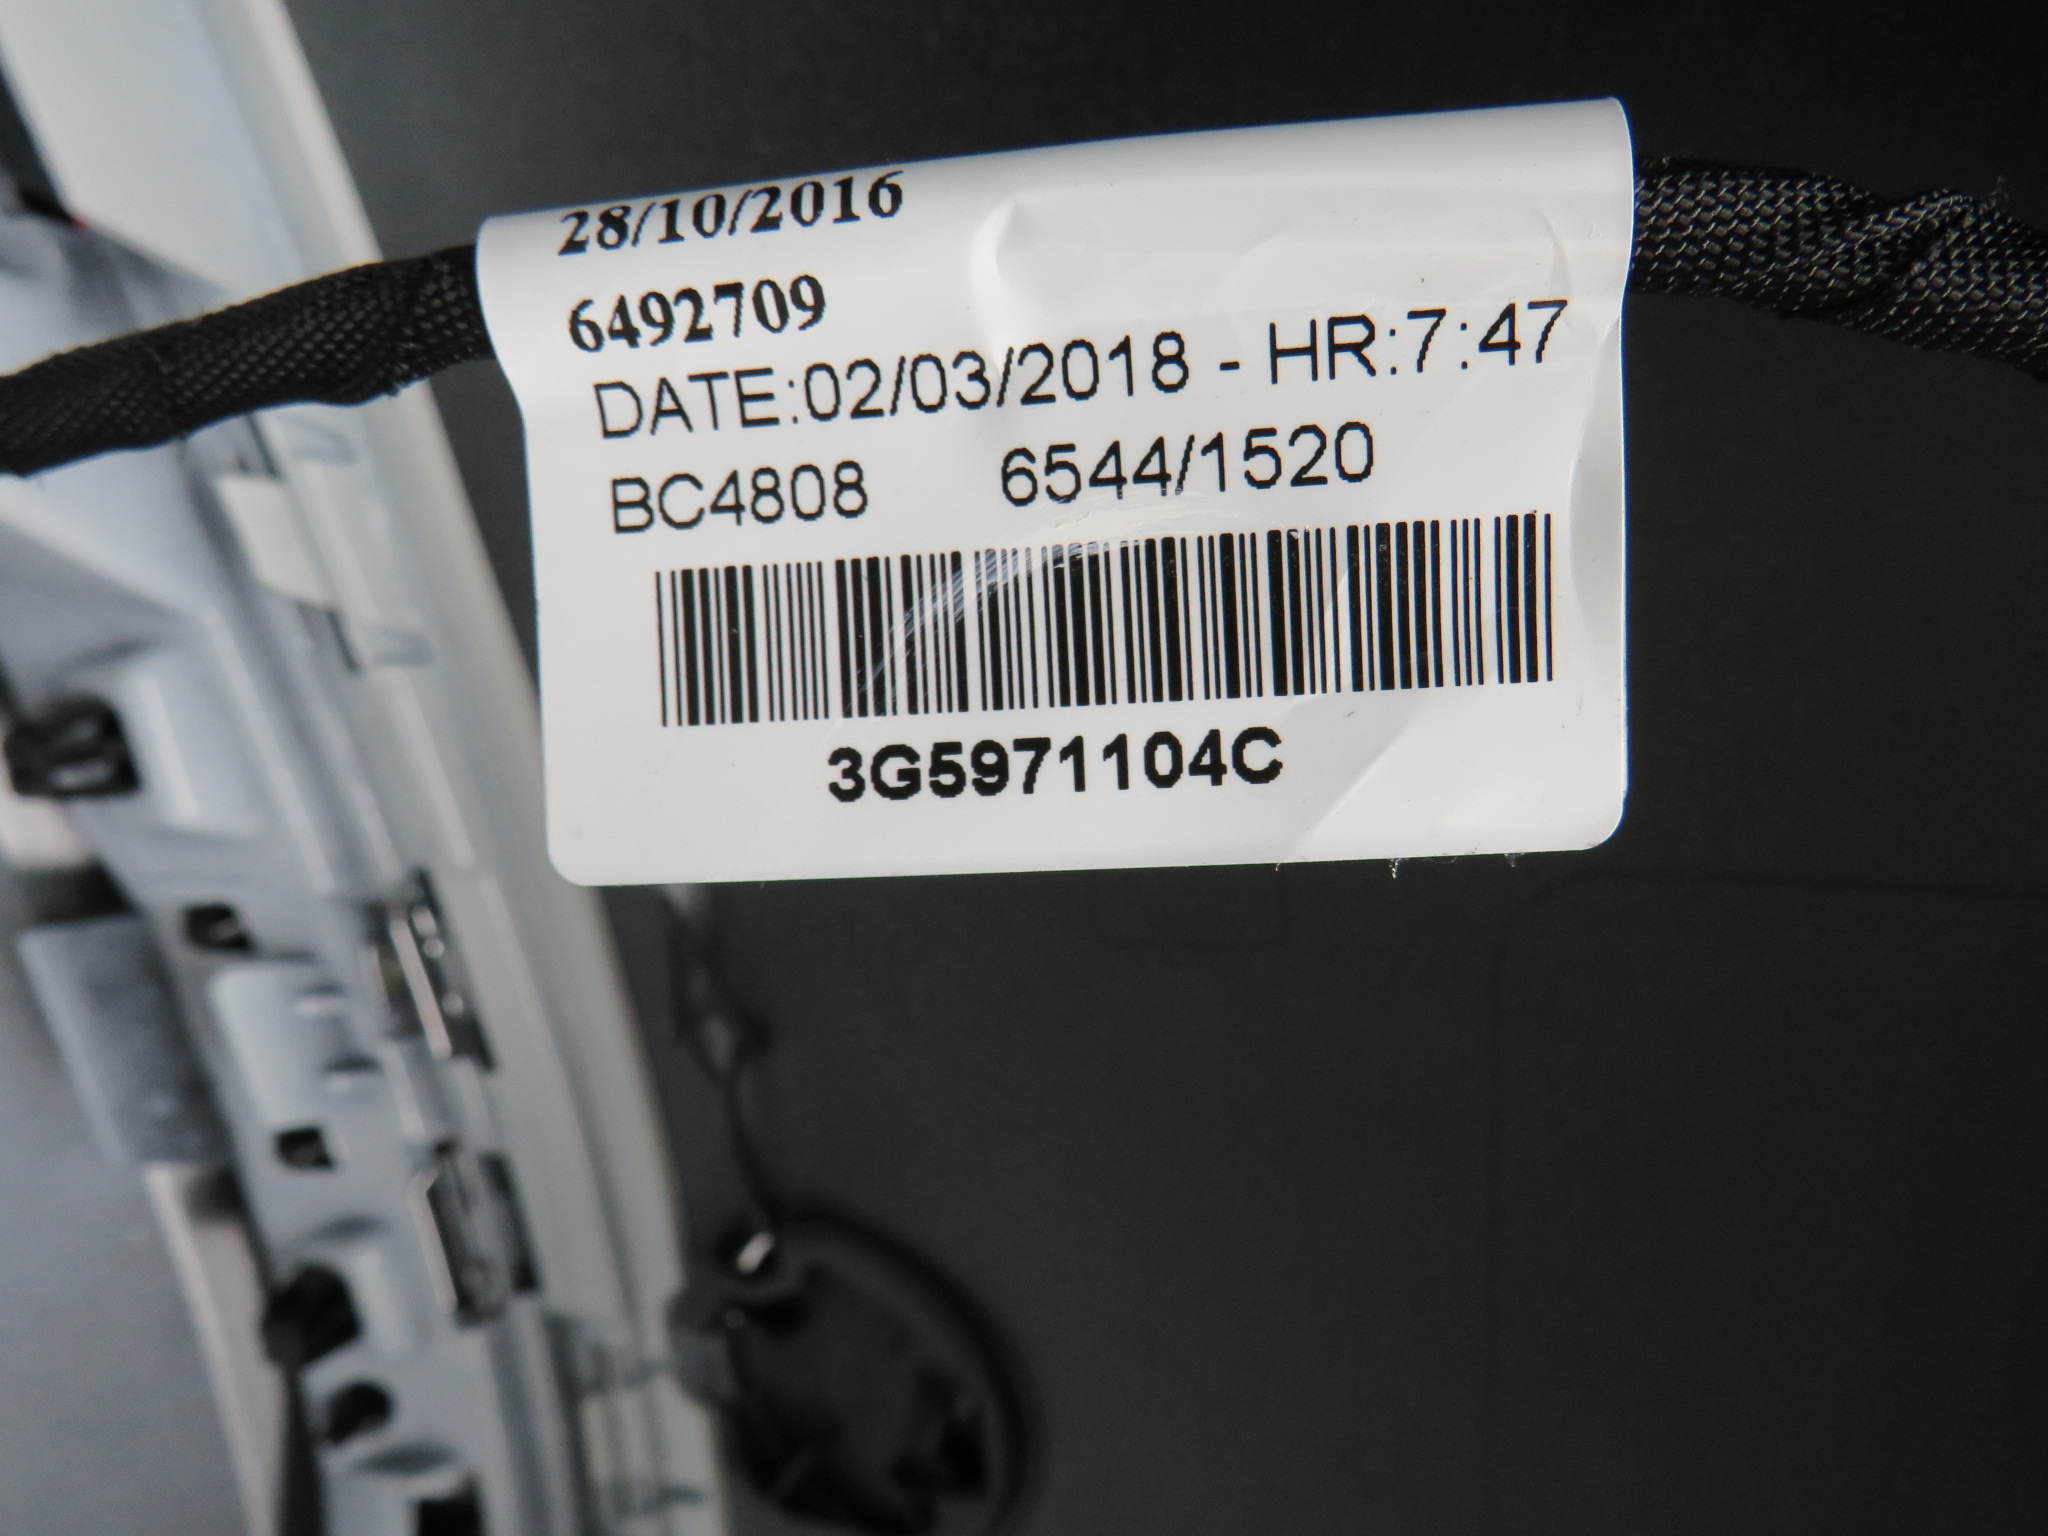 28/10/2016
6492709
DATE:02/03/2018 - HR:7:47
BC4808 6544/1520
3G5971104C